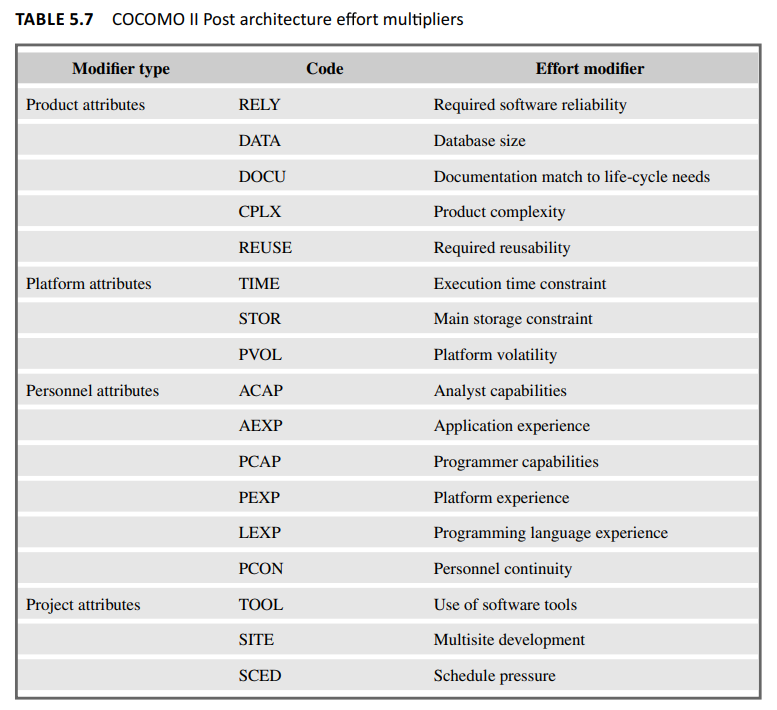 TABLE 5.7 COCOMO II Post architecture effort multipliers
Modifier type Code Effort modifier
Product attributes RELY Required software reliability
DATA Database size
DOCU Documentation match to life-cycle needs
CPLX Product complexity
REUSE Required reusability
Platform attributes TIME Execution time constraint
STOR Main storage constraint
PVOL Platform volatility
Personnel attributes ACAP Analyst capabilities
AEXP Application experience
PCAP Programmer capabilities
PEXP Platform experience
LEXP Programming language experience
PCON Personnel continuity
Project attributes TOOL Use of software tools
SITE Multisite development
SCED Schedule pressure